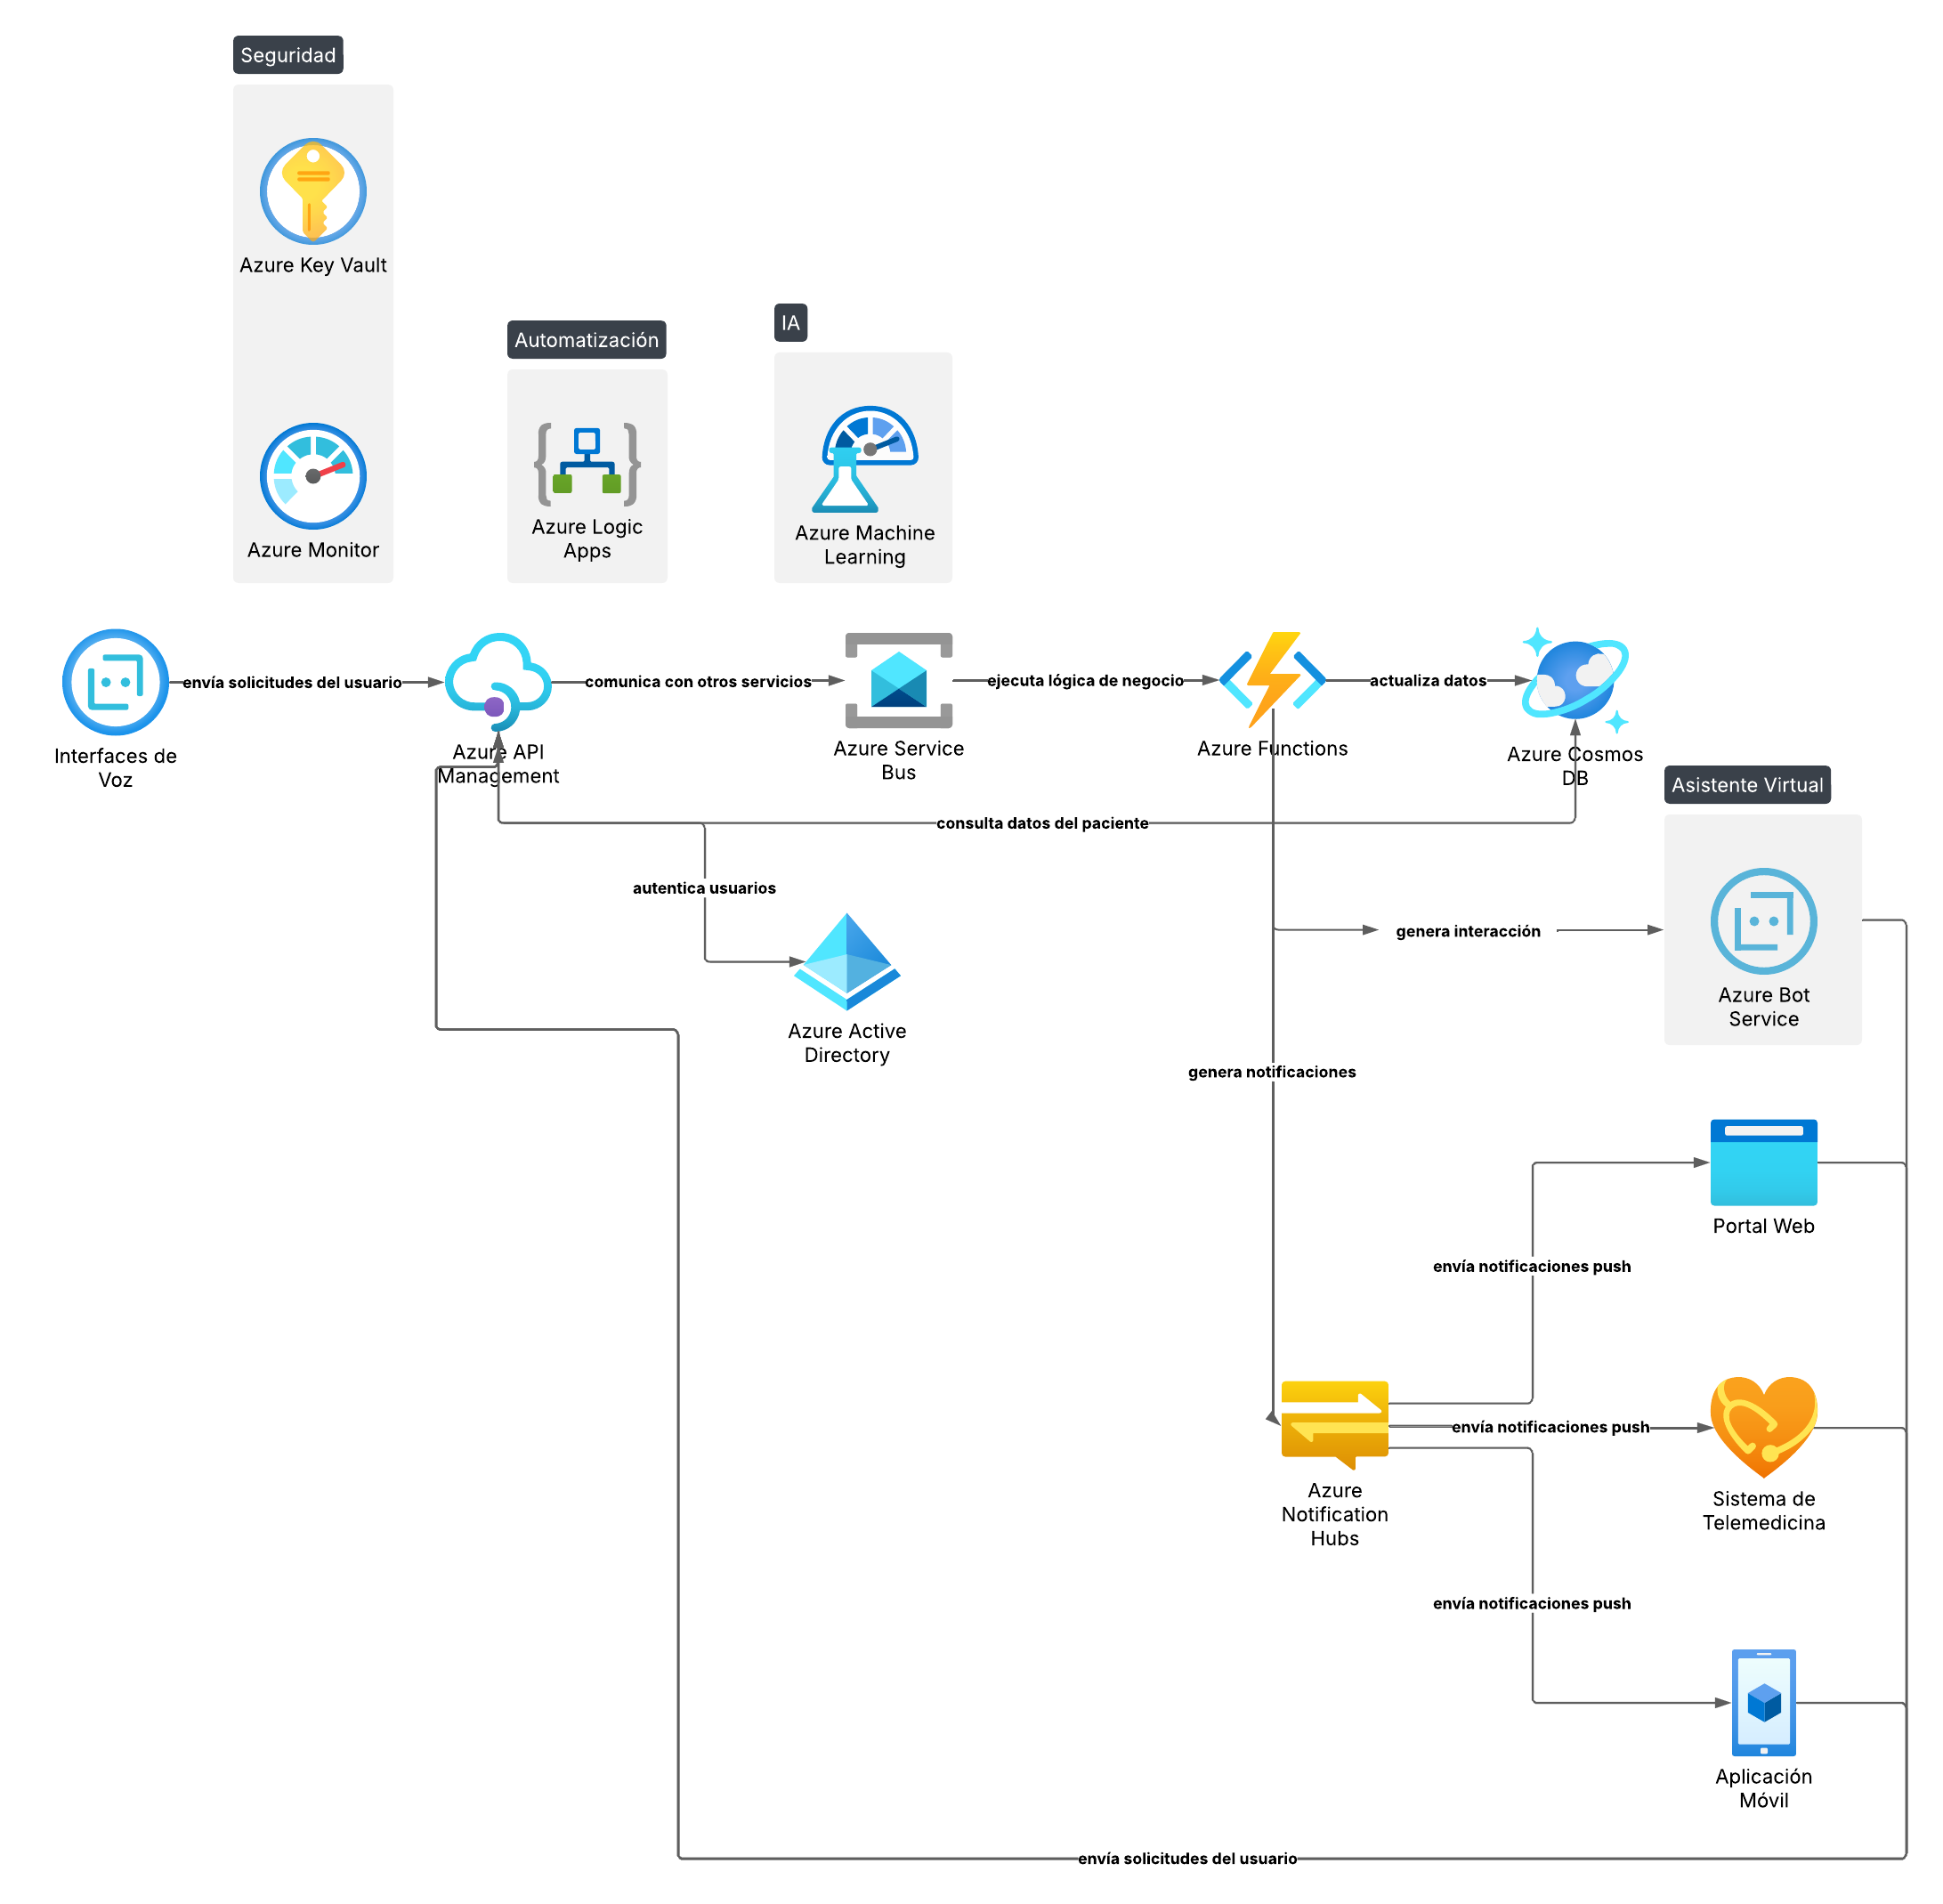 Seguridad
Azure Key Vault
Azure Monitor
Automatización
Azure Logic
Apps
IA
Azure Machine
Learning
Interfaces de
Voz
envía solicitudes del usuario
Azure API
Management
comunica con otros servicios
Azure Service
Bus
ejecuta lógica de negocio
Azure Functions
actualiza datos
Azure Cosmos
DB
consulta datos del paciente
autentica usuarios
Azure Active
Directory
Asistente Virtual
genera interacción
Azure Bot
Service
genera notificaciones
Portal Web
envía notificaciones push
envía notificaciones push
Azure
Notification
Hubs
Sistema de
Telemedicina
envía notificaciones push
Aplicación
Móvil
envía solicitudes del usuario